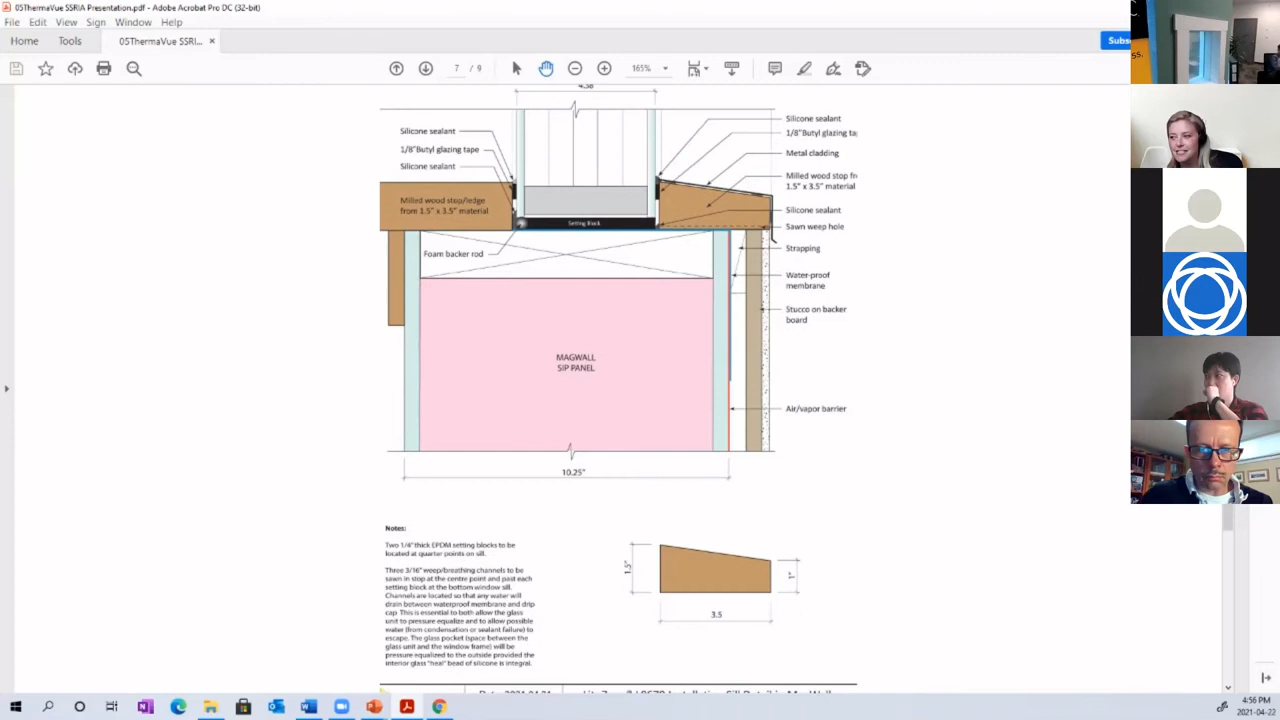 05ThermaVue SSRIA Presentation.pdf - Adobe Acrobat Pro DC (32-bit)
File Edit View Sign Window Help
Home Tools 05ThermaVue SSRI... ×
Subs
7 / 9
165%
4.38
Silicone sealant
1/8"Butyl glazing tape
Silicone sealant
Milled wood stop/ledge
from 1.5" x 3.5" material
Foam backer rod
Setting Block
Silicone sealant
1/8"Butyl glazing ta
Metal cladding
Milled wood stop fr
1.5" x 3.5" material
Silicone sealant
Sawn weep hole
Strapping
Water-proof
membrane
Stucco on backer
board
MAGWALL
SIP PANEL
Air/vapor barrier
10.25"
Notes:
Two 1/4" thick EPDM setting blocks to be
located at quarter points on sill.
Three 3/16" weep/breathing channels to be
sawn in stop at the centre point and past each
setting block at the bottom window sill.
Channels are located so that any water will
drain between waterproof membrane and drip
cap. This is essential to both allow the glass
unit to pressure equalize and to allow possible
water (from condensation or sealant failure) to
escape. The glass pocket (space between the
glass unit and the window frame) will be
pressure equalized to the outside provided the
interior glass "heal" bead of silicone is integral.
1.5"
1"
3.5
4:56 PM
2021-04-22